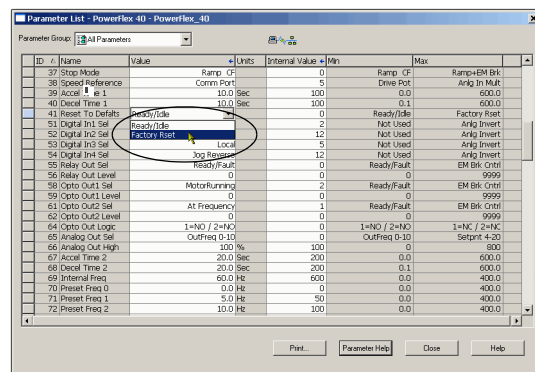 Parameter List - PowerFlex 40 - PowerFlex_40
Parameter Group: All Parameters
ID Name Value Units Internal Value Min Max
37 Stop Mode Ramp CF 0 Ramp CF Ramp+EM Brk
38 Speed Reference Comm Port 5 Drive Pot Anlg In Mult
39 Accel e 1 10.0 Sec 100 0.0 600.0
40 Decel Time 1 10.0 Sec 100 0.1 600.0
41 Reset To Defalts Ready/Idle 0 Ready/Idle Factory Rset
Ready/Idle
Factory Rset
51 Digital In1 Sel 2 Not Used Anlg Invert
52 Digital In2 Sel 12 Not Used Anlg Invert
53 Digital In3 Sel Local 5 Not Used Anlg Invert
54 Digital In4 Sel Jog Reverse 12 Not Used Anlg Invert
55 Relay Out Sel Ready/Fault 0 Ready/Fault EM Brk Cntrl
56 Relay Out Level 0 0 0 9999
58 Opto Out1 Sel MotorRunning 2 Ready/Fault EM Brk Cntrl
59 Opto Out1 Level 0 0 0 9999
61 Opto Out2 Sel At Frequency 1 Ready/Fault EM Brk Cntrl
62 Opto Out2 Level 0 0 0 9999
64 Opto Out Logic 1=NO / 2=NO 0 1=NO / 2=NO 1=NC / 2=NC
65 Analog Out Sel OutFreq 0-10 0 OutFreq 0-10 Setpnt 4-20
66 Analog Out High 100 % 100 0 800
67 Accel Time 2 20.0 Sec 200 0.0 600.0
68 Decel Time 2 20.0 Sec 200 0.1 600.0
69 Internal Freq 60.0 Hz 600 0.0 400.0
70 Preset Freq 0 0.0 Hz 0 0.0 400.0
71 Preset Freq 1 5.0 Hz 50 0.0 400.0
72 Preset Freq 2 10.0 Hz 100 0.0 400.0
Print... Parameter Help Close Help